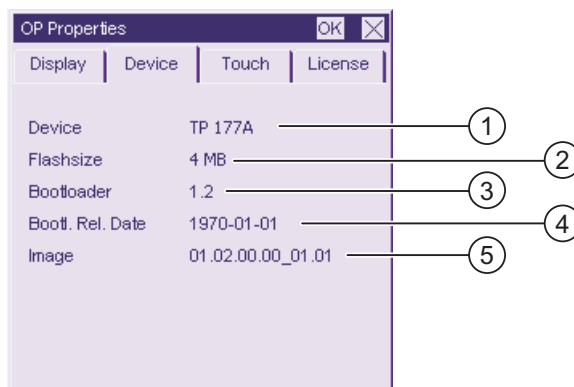 OP Properties OK
Display Device Touch License
Device TP 177A 1
Flashsize 4 MB 2
Bootloader 1.2 3
Bootl. Rel. Date 1970-01-01 4
Image 01.02.00.00_01.01 5